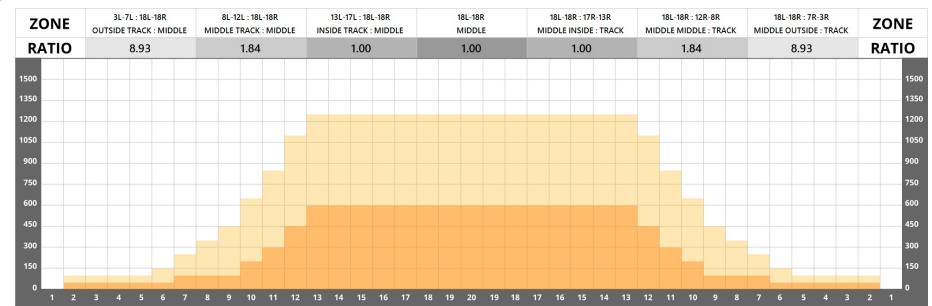 ZONE 3L-7L : 18L-18R 8L-12L : 18L-18R 13L-17L : 18L-18R 18L-18R 18L-18R : 17R-13R 18L-18R : 12R-8R 18L-18R : 7R-3R ZONE
OUTSIDE TRACK : MIDDLE MIDDLE TRACK : MIDDLE INSIDE TRACK : MIDDLE MIDDLE MIDDLE INSIDE : TRACK MIDDLE MIDDLE : TRACK MIDDLE OUTSIDE : TRACK
RATIO 8.93 1.84 1.00 1.00 1.00 1.84 8.93 RATIO
1500 1500
1350 1350
1200 1200
1050 1050
900 900
750 750
600 600
450 450
300 300
150 150
0 0
1 2 3 4 5 6 7 8 9 10 11 12 13 14 15 16 17 18 19 20 19 18 17 16 15 14 13 12 11 10 9 8 7 6 5 4 3 2 1